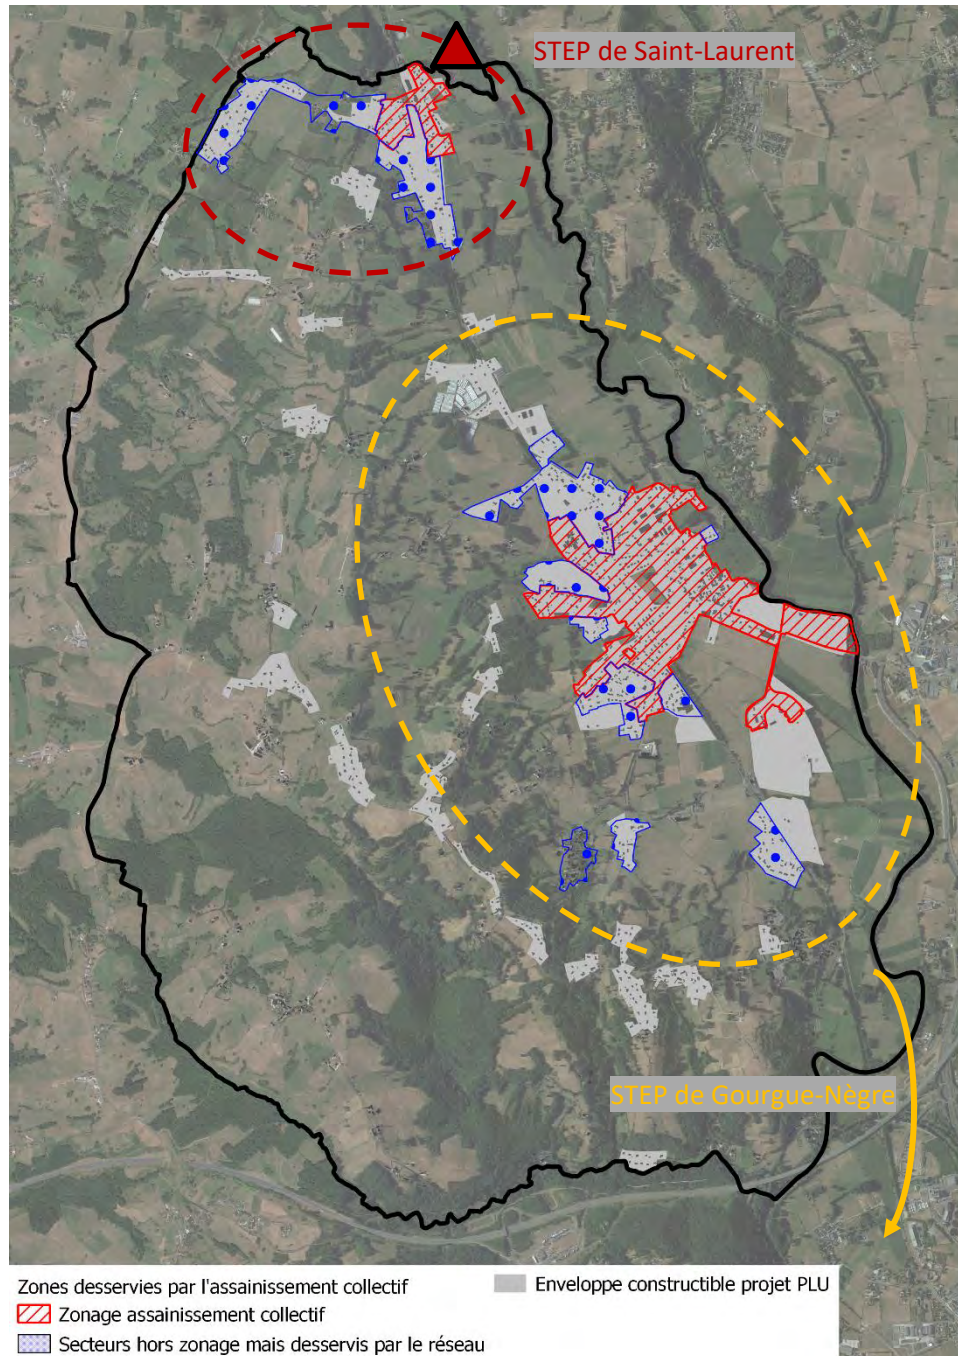 STEP de Saint-Laurent
STEP de Gourgue-Nègre
Zones desservies par l'assainissement collectif
Enveloppe constructible projet PLU
Zonage assainissement collectif
Secteurs hors zonage mais desservis par le réseau